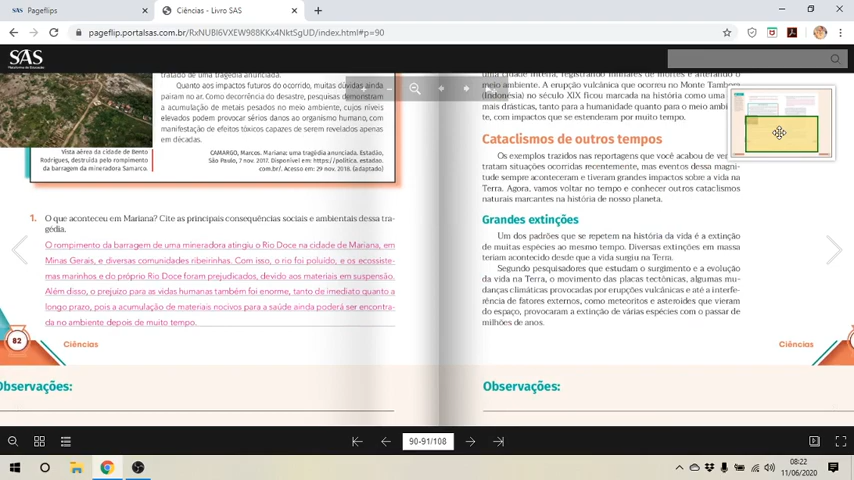 Pageflips
Ciências - Livro SAS
pageflip.portalsas.com.br/RxNUBI6VXEW988KKx4NktSgUD/index.html#p=90
SAS
Plataforma de Educação
tratado de uma tragédia anunciada.
Quanto aos impactos futuros do ocorrido, muitas dúvidas ainda
pairam no ar. Como decorrência do desastre, pesquisas demonstram
a acumulação de metais pesados no meio ambiente, cujos níveis
elevados podem provocar sérios danos ao organismo humano, com
manifestação de efeitos tóxicos capazes de serem revelados apenas
em décadas.
Vista aérea da cidade de Bento
Rodrigues, destruída pelo rompimento
da barragem da mineradora Samarco.
CAMARGO, Marcos. Mariana: uma tragédia anunciada. Estadão,
São Paulo, 7 nov. 2017. Disponível em: https://politica. estadao.
com.br/. Acesso em: 29 nov. 2018. (adaptado)
1. O que aconteceu em Mariana? Cite as principais consequências sociais e ambientais dessa tra-
gédia.
O rompimento da barragem de uma mineradora atingiu o Rio Doce na cidade de Mariana, em
Minas Gerais, e diversas comunidades ribeirinhas. Com isso, o rio foi poluído, e os ecossiste-
mas marinhos e do próprio Rio Doce foram prejudicados, devido aos materiais em suspensão.
Além disso, o prejuízo para as vidas humanas também foi enorme, tanto de imediato quanto a
longo prazo, pois a acumulação de materiais nocivos para a saúde ainda poderá ser encontra-
da no ambiente depois de muito tempo.
82
Ciências
Observações:
uma cidade inteira, registrando milhares de mortes e alterando o
meio ambiente. A erupção vulcânica que ocorreu no Monte Tambora
(Indonésia) no século XIX ficou marcada na história como uma
mais drásticas, tanto para a humanidade quanto para o meio ambien
te, com impactos que se estenderam por muito tempo.
Cataclismos de outros tempos
Os exemplos trazidos nas reportagens que você acabou de ver
tratam situações ocorridas recentemente, mas eventos dessa magni-
tude sempre aconteceram e tiveram grandes impactos sobre a vida na
Terra. Agora, vamos voltar no tempo e conhecer outros cataclismos
naturais marcantes na história de nosso planeta.
Grandes extinções
Um dos padrões que se repetem na história da vida é a extinção
de muitas espécies ao mesmo tempo. Diversas extinções em massa
teriam acontecido desde que a vida surgiu na Terra.
Segundo pesquisadores que estudam o surgimento e a evolução
da vida na Terra, o movimento das placas tectônicas, algumas mu-
danças climáticas provocadas por erupções vulcânicas e até a interfe-
rência de fatores externos, como meteoritos e asteroides que vieram
do espaço, provocaram a extinção de várias espécies com o passar de
milhões de anos.
Ciências
Observações:
90-91/108
08:22
11/06/2020